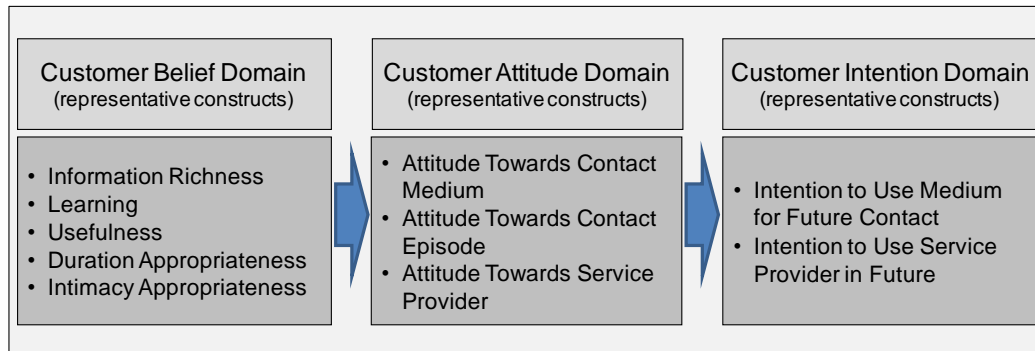 Customer Belief Domain
(representative constructs)
• Information Richness
• Learning
• Usefulness
• Duration Appropriateness
• Intimacy Appropriateness
Customer Attitude Domain
(representative constructs)
• Attitude Towards Contact
Medium
• Attitude Towards Contact
Episode
• Attitude Towards Service
Provider
Customer Intention Domain
(representative constructs)
• Intention to Use Medium
for Future Contact
• Intention to Use Service
Provider in Future